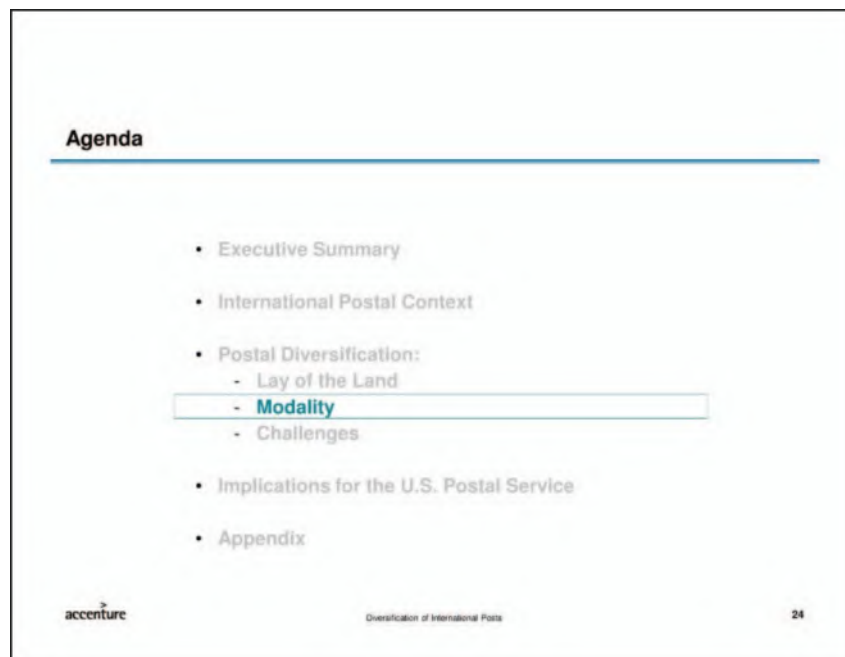 Agenda
• Executive Summary
• International Postal Context
• Postal Diversification:
- Lay of the Land
- Modality
- Challenges
• Implications for the U.S. Postal Service
• Appendix
accenture
>
Diversification of International Posts
24